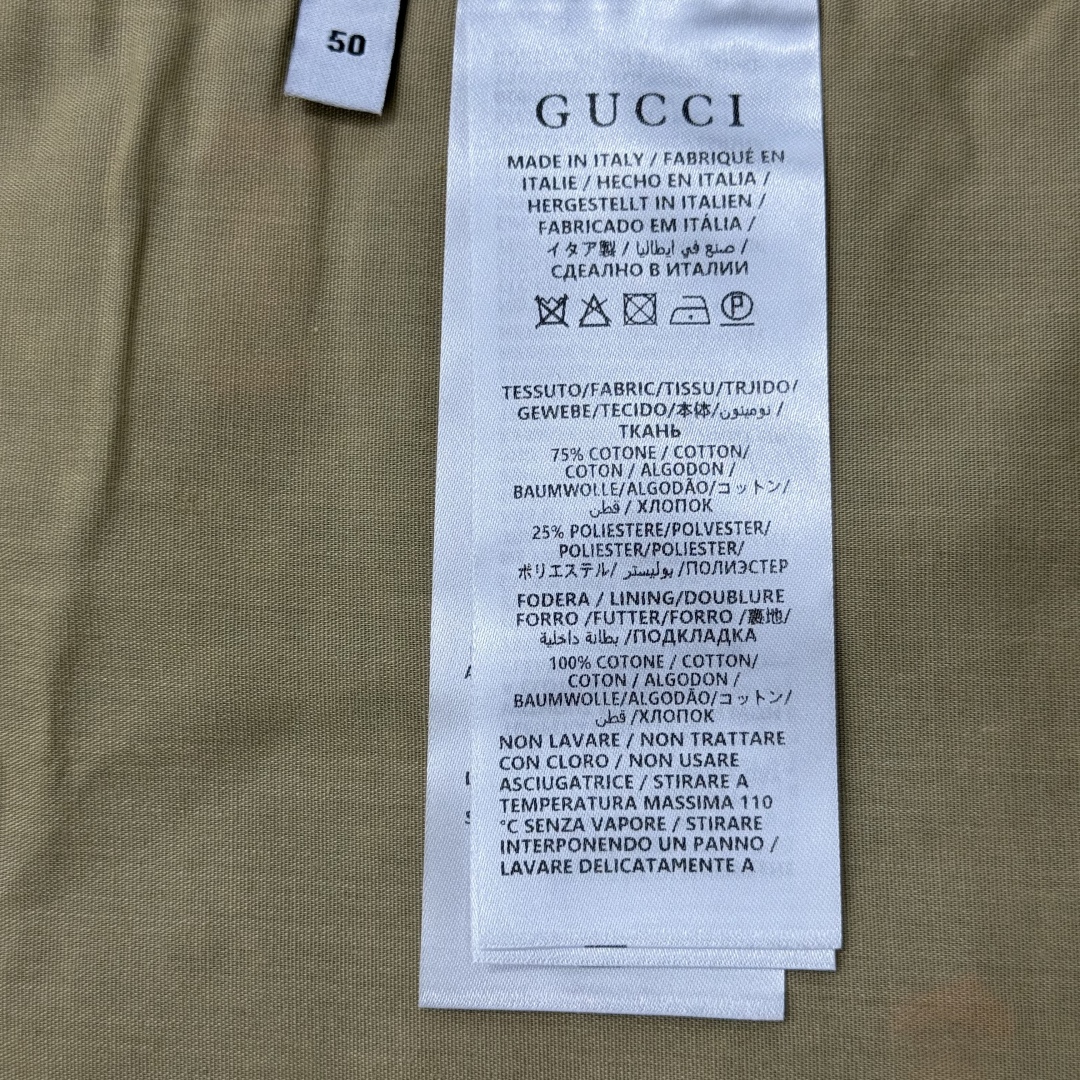 50
GUCCI
MADE IN ITALY / FABRIQUÉ EN
ITALIE / HECHO EN ITALIA /
HERGESTELLT IN ITALIEN /
FABRICADO EM ITÁLIA /
イタア製 / صنع في ايطاليا /
СДЕАЛНО В ИТАЛИИ
P
TESSUTO/FABRIC/TISSU/TRJIDO/
GEWEBE/TECIDO/本体/نومينون /
ТКАНЬ
75% COTONE / COTTON/
COTON / ALGODON /
BAUMWOLLE/ALGODÃO/コットン/
قطن / ХЛОПОК
25% POLIESTERE/POLVESTER/
POLIESTER/POLIESTER/
ポリエステル/ بوليستر /ПОЛИЭСТЕР
FODERA / LINING/DOUBLURE
FORRO /FUTTER/FORRO /裏地/
بطانة داخلية /ПОДКЛАДКА
100% COTONE / COTTON/
COTON / ALGODON /
BAUMWOLLE/ALGODÃO/コットン/
قطن /ХЛОПОК
NON LAVARE / NON TRATTARE
CON CLORO / NON USARE
ASCIUGATRICE / STIRARE A
TEMPERATURA MASSIMA 110
°C SENZA VAPORE / STIRARE
INTERPONENDO UN PANNO /
LAVARE DELICATAMENTE A